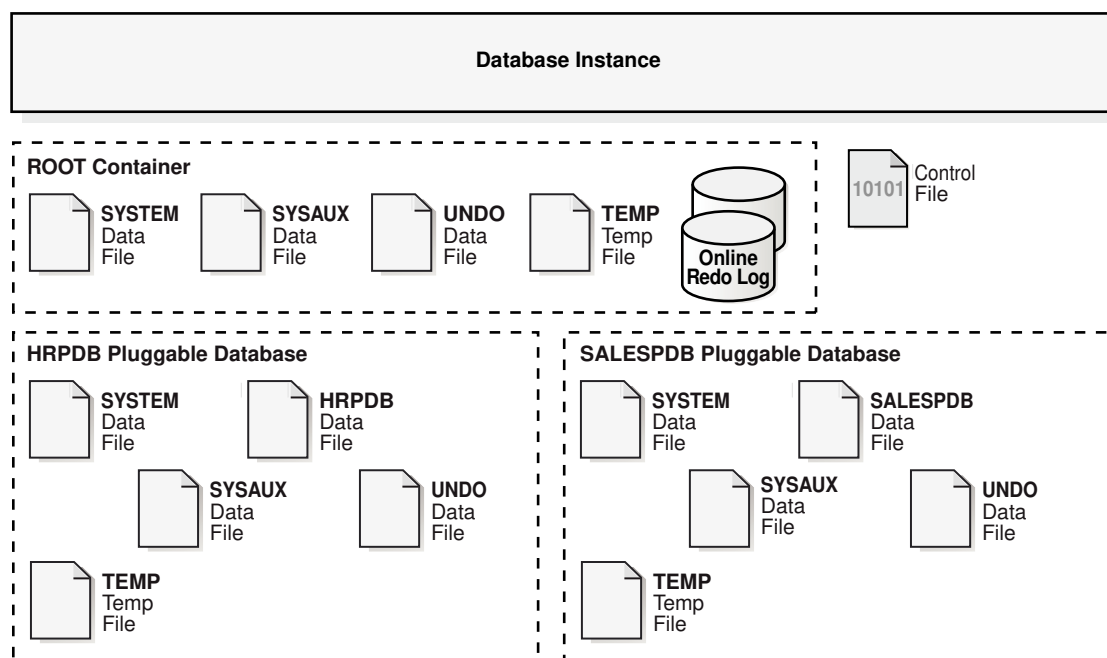 Database Instance
ROOT Container
SYSTEM
Data
File
SYSAUX
Data
File
UNDO
Data
File
TEMP
Temp
File
Online
Redo Log
10101
Control
File
HRPDB Pluggable Database
SYSTEM
Data
File
HRPDB
Data
File
SYSAUX
Data
File
UNDO
Data
File
TEMP
Temp
File
SALESPDB Pluggable Database
SYSTEM
Data
File
SALESPDB
Data
File
SYSAUX
Data
File
UNDO
Data
File
TEMP
Temp
File